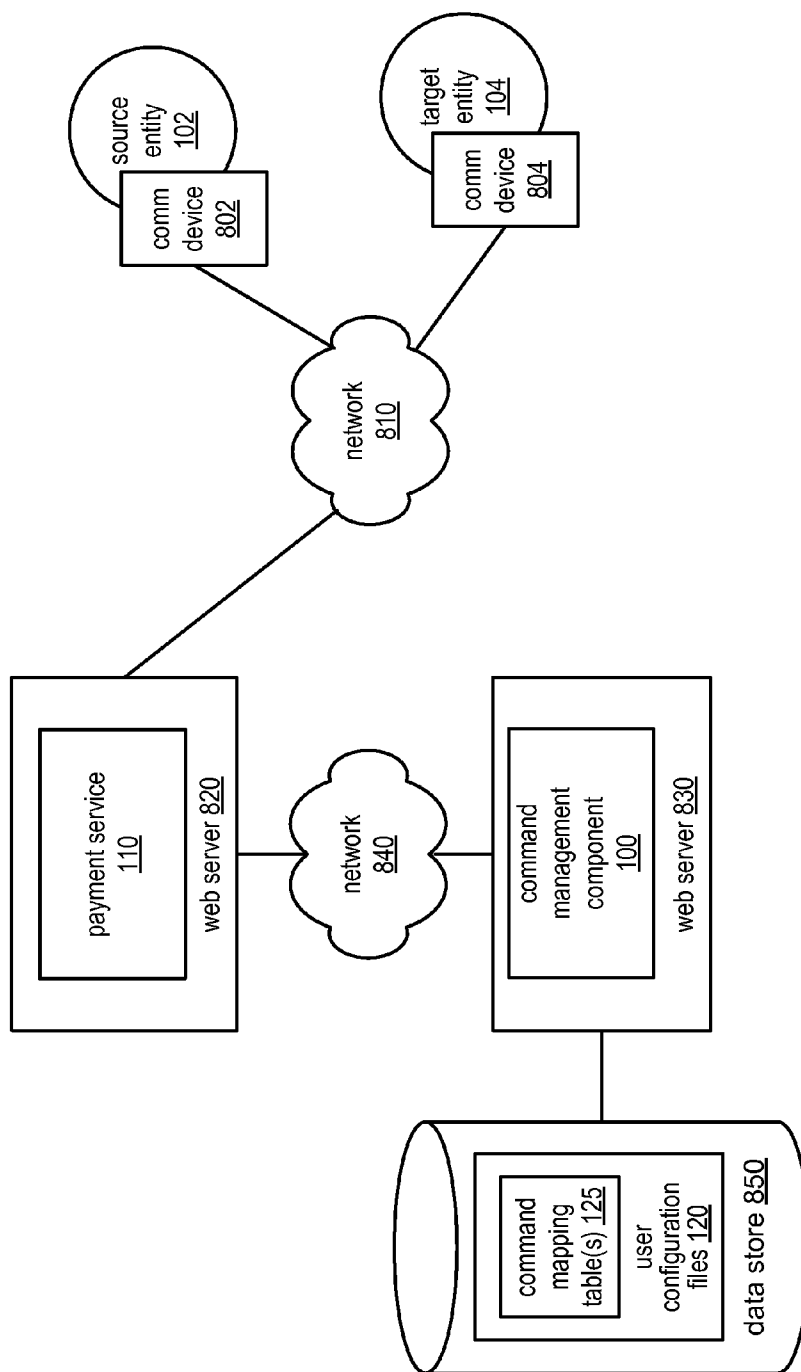 payment service
110
web server 820
network
840
command
management
component
100
web server 830
command
mapping
table(s) 125
user
configuration
files 120
data store 850
network
810
source
entity
102
comm
device
802
target
entity
104
comm
device
804